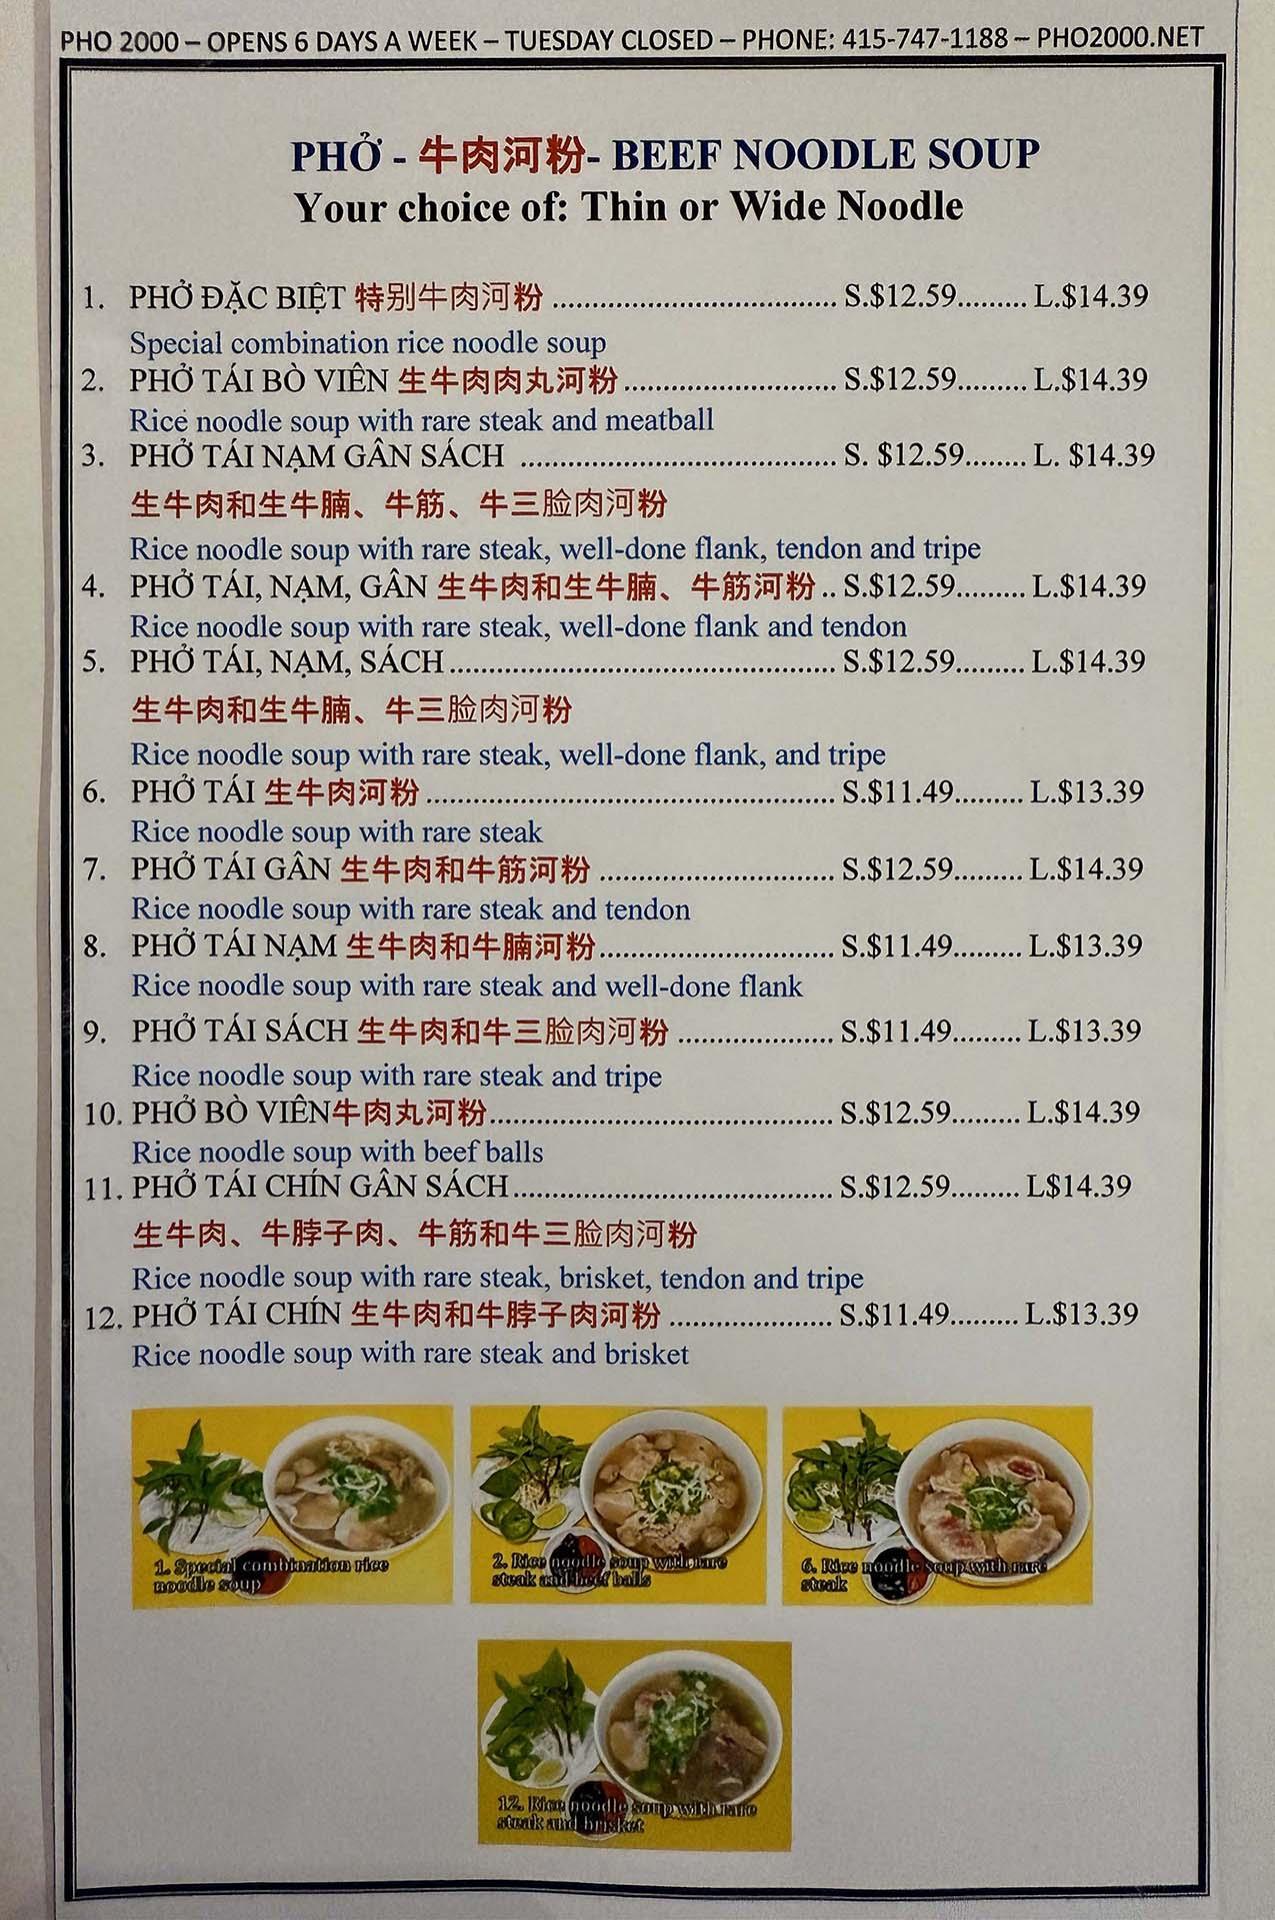 PHO 2000 – OPENS 6 DAYS A WEEK – TUESDAY CLOSED – PHONE: 415-747-1188 – PHO2000.NET
PHỞ - 牛肉河粉- BEEF NOODLE SOUP
Your choice of: Thin or Wide Noodle
1. PHỞ ĐẶC BIỆT 特别牛肉河粉 .................................... S.$12.59......... L.$14.39
Special combination rice noodle soup
2. PHỞ TÁI BÒ VIÊN 生牛肉肉丸河粉........................... S.$12.59......... L.$14.39
Rice noodle soup with rare steak and meatball
3. PHỞ TÁI NẠM GÂN SÁCH ........................................ S. $12.59........ L. $14.39
生牛肉和生牛腩、牛筋、牛三脸肉河粉
Rice noodle soup with rare steak, well-done flank, tendon and tripe
4. PHỞ TÁI, NẠM, GÂN 生牛肉和生牛腩、牛筋河粉 .. S.$12.59......... L.$14.39
Rice noodle soup with rare steak, well-done flank and tendon
5. PHỞ TÁI, NẠM, SÁCH................................................. S.$12.59......... L.$14.39
生牛肉和生牛腩、牛三脸肉河粉
Rice noodle soup with rare steak, well-done flank, and tripe
6. PHỞ TÁI 生牛肉河粉.................................................... S.$11.49......... L.$13.39
Rice noodle soup with rare steak
7. PHỞ TÁI GÂN 生牛肉和牛筋河粉 .............................. S.$12.59......... L.$14.39
Rice noodle soup with rare steak and tendon
8. PHỞ TÁI NẠM 生牛肉和牛腩河粉.............................. S.$11.49......... L.$13.39
Rice noodle soup with rare steak and well-done flank
9. PHỞ TÁI SÁCH 生牛肉和牛三脸肉河粉 .................... S.$11.49......... L.$13.39
Rice noodle soup with rare steak and tripe
10. PHỞ BÒ VIÊN牛肉丸河粉............................................ S.$12.59......... L.$14.39
Rice noodle soup with beef balls
11. PHỞ TÁI CHÍN GÂN SÁCH......................................... S.$12.59......... L$14.39
生牛肉、牛脖子肉、牛筋和牛三脸肉河粉
Rice noodle soup with rare steak, brisket, tendon and tripe
12. PHỞ TÁI CHÍN 生牛肉和牛脖子肉河粉 ..................... S.$11.49......... L.$13.39
Rice noodle soup with rare steak and brisket
1. Special combination rice
noodle soup
2. Rice noodle soup with rare
steak and beef balls
6. Rice noodle soup with rare
steak
12. Rice noodle soup with rare
steak and brisket